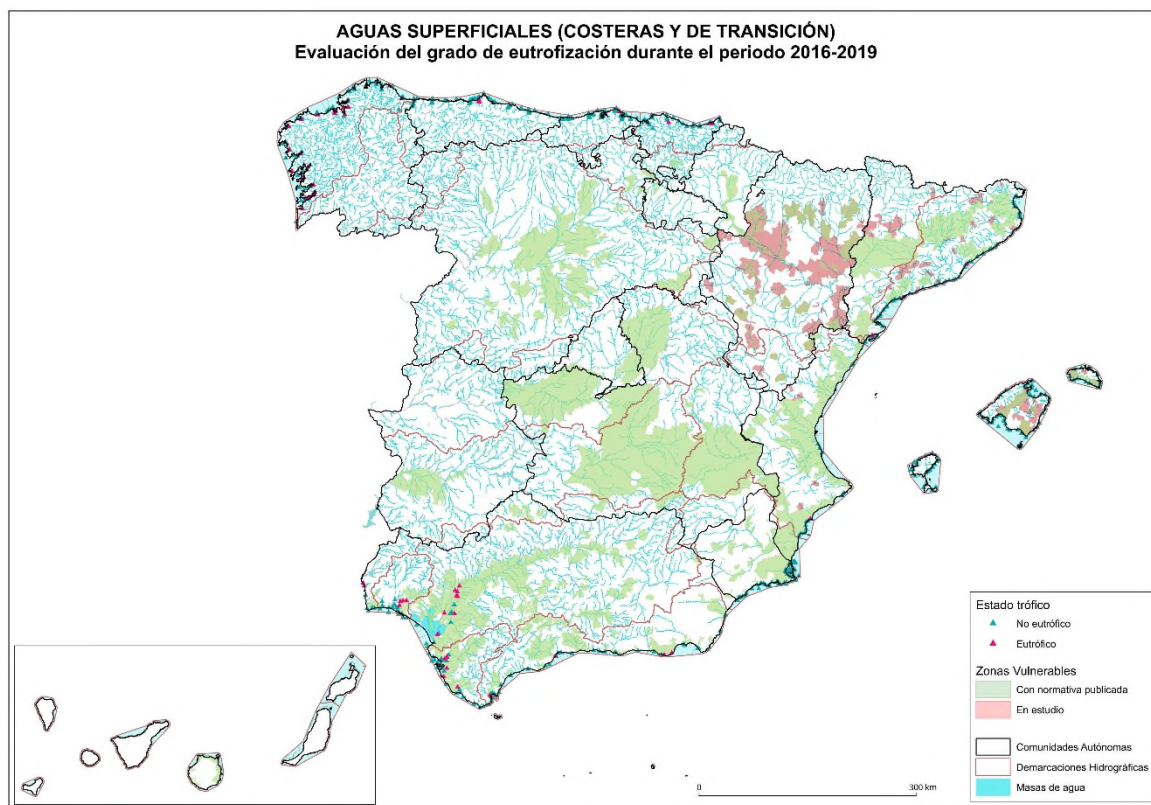 AGUAS SUPERFICIALES (COSTERAS Y DE TRANSICIÓN)
Evaluación del grado de eutrofización durante el periodo 2016-2019
Estado trófico
No eutrófico
Eutrófico
Zonas Vulnerables
Con normativa publicada
En estudio
Comunidades Autónomas
Demarcaciones Hidrográficas
Masas de agua
0 300 km